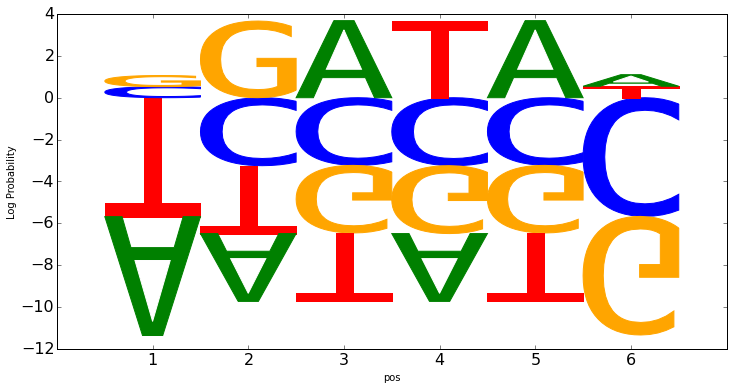 Log Probability
4
2
0
−2
−4
−6
−8
−10
−12
G G A T A A
C T
T C C C C C
T G G G
A A T A T G
1 2 3 4 5 6
pos